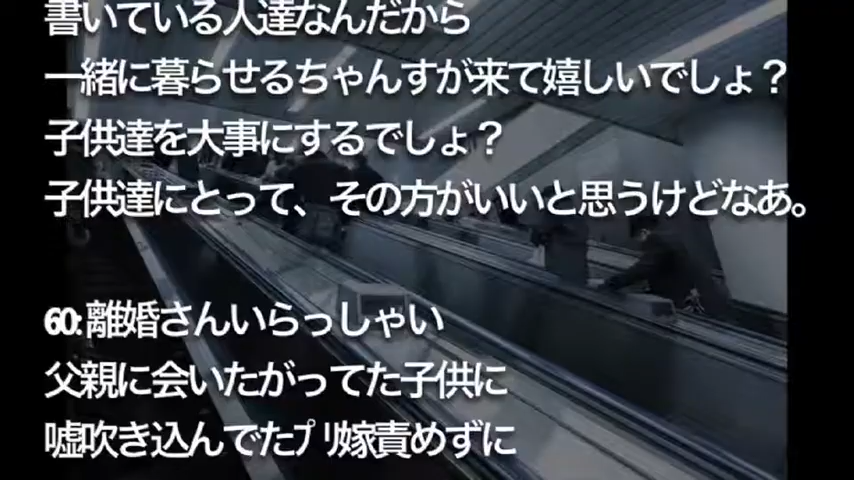 書いている人達なんだから
一緒に暮らせるちゃんすが来て嬉しいでしょ？
子供達を大事にするでしょ？
子供達にとって、その方がいいと思うけどなあ。
60:離婚さんいらっしゃい
父親に会いたがってた子供に
嘘吹き込んでたﾌﾟﾘ嫁責めずに